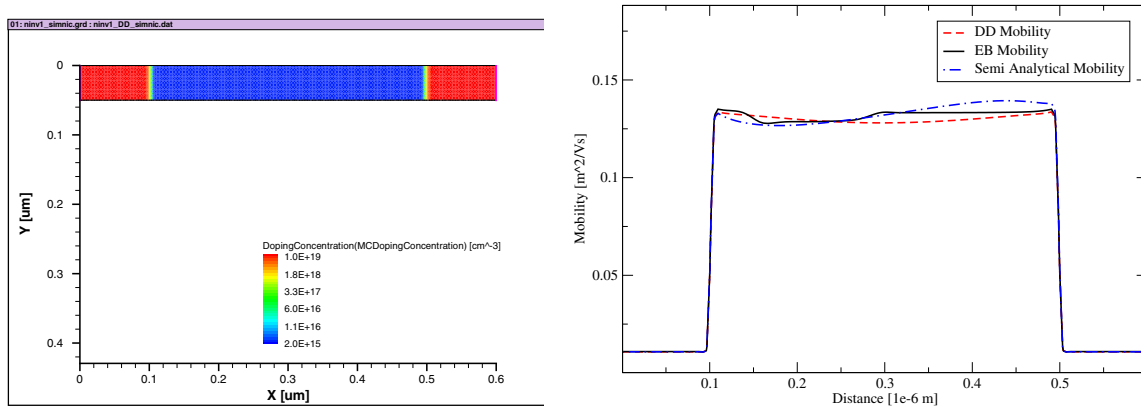 01: ninv1_simnic.grd : ninv1_DD_simnic.dat
0
0.1
0.2
0.3
0.4
Y [um]
DopingConcentration(MCDopingConcentration) [cm^-3]
1.0E+19
1.8E+18
3.3E+17
6.0E+16
1.1E+16
2.0E+15
0 0.1 0.2 0.3 0.4 0.5 0.6
X [um]
DD Mobility
EB Mobility
Semi Analytical Mobility
0.15
0.1
0.05
Mobility [m^2/Vs]
0.1 0.2 0.3 0.4 0.5
Distance [1e-6 m]